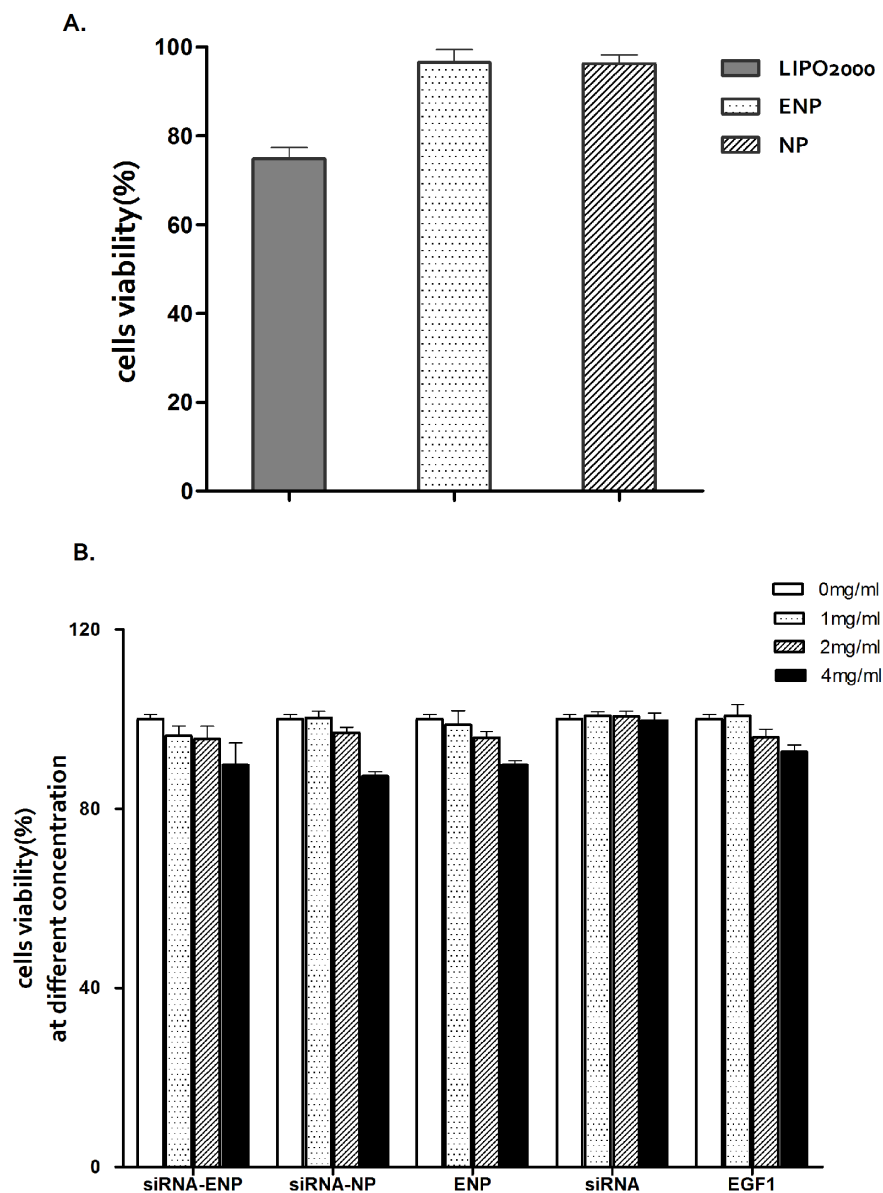 A.
100
80
60
40
20
0
cells viability(%)
LIPO2000
ENP
NP
B.
0mg/ml
1mg/ml
2mg/ml
4mg/ml
120
80
40
0
cells viability(%)
at different concentration
siRNA-ENP siRNA-NP ENP siRNA EGF1